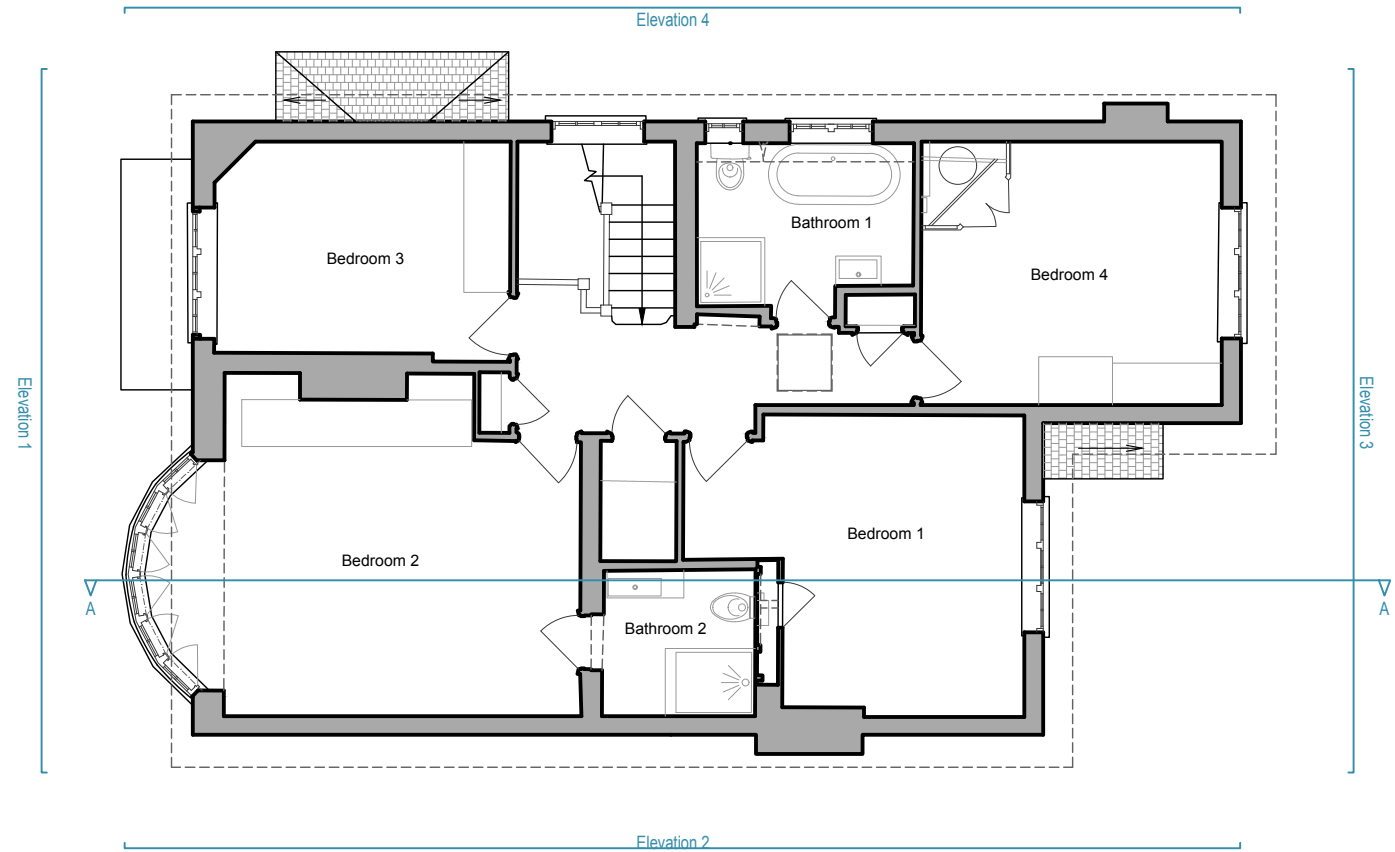 Elevation 4
Bathroom 1
Bedroom 3
Bedroom 4
Elevation 1
Elevation 3
Bedroom 1
Bedroom 2
A
A
Bathroom 2
Elevation 2